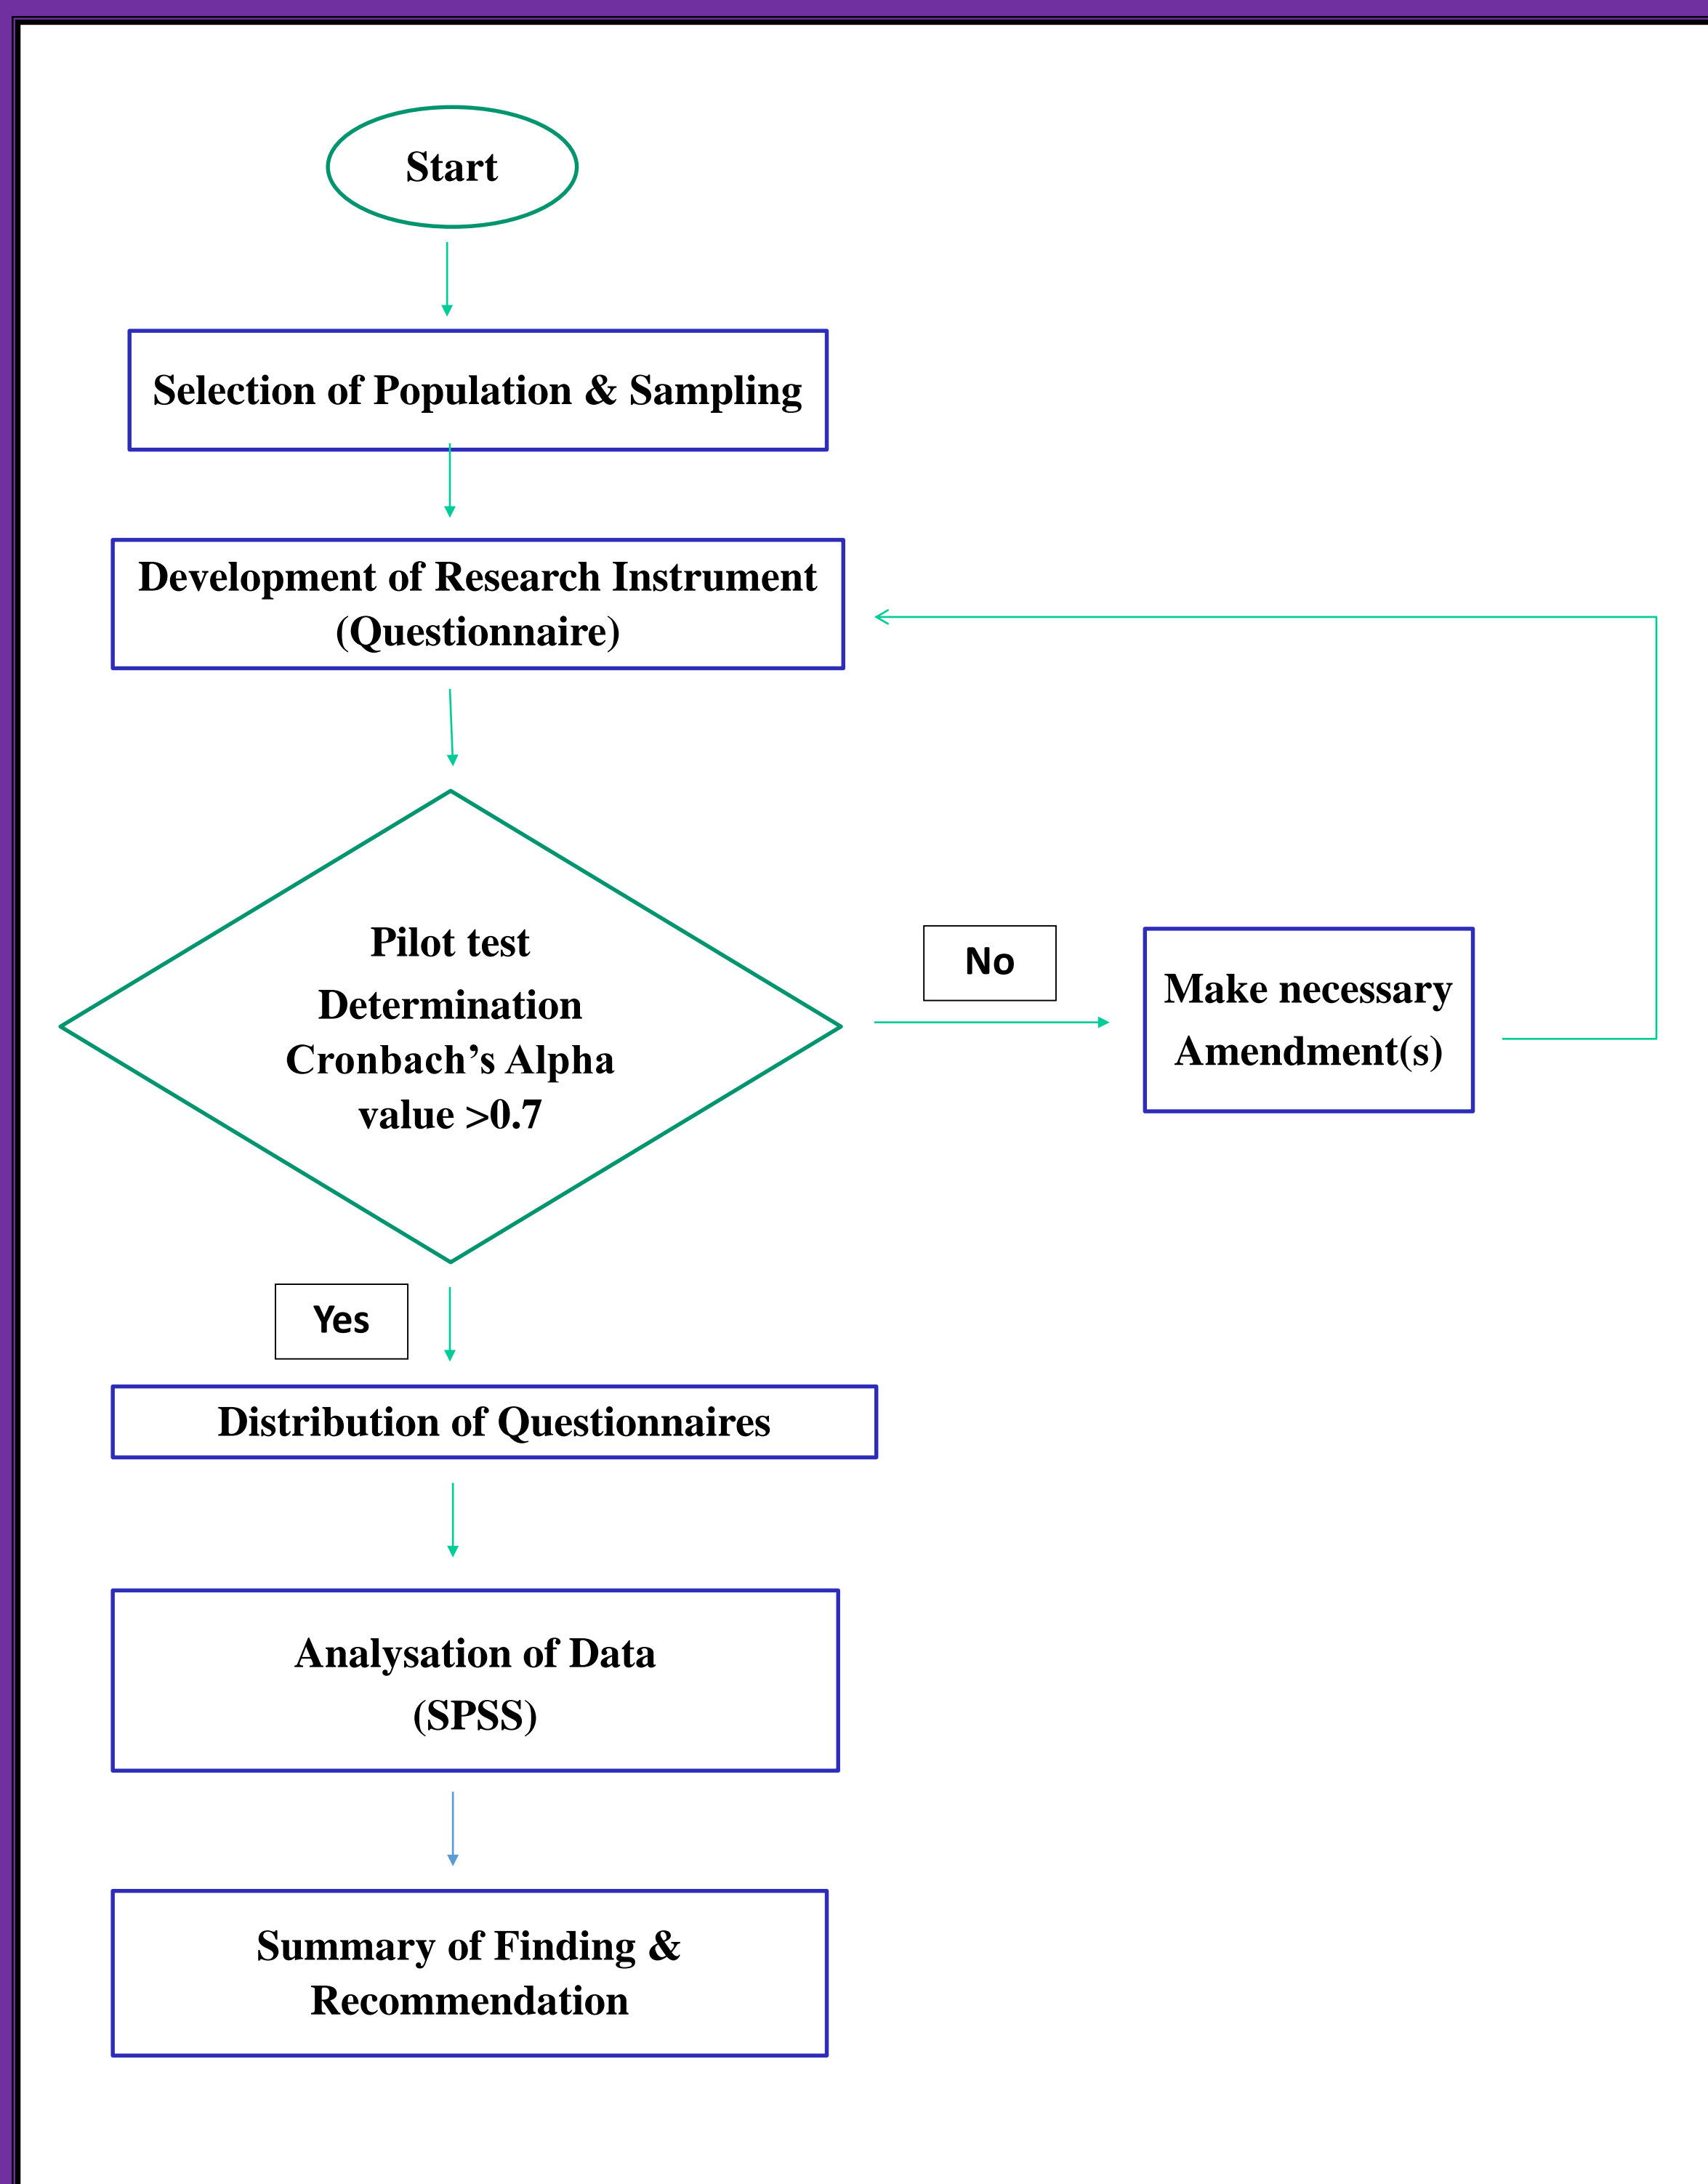 Start
Selection of Population & Sampling
Development of Research Instrument
(Questionnaire)
Pilot test
Determination
Cronbach’s Alpha
value >0.7
No
Make necessary
Amendment(s)
Yes
Distribution of Questionnaires
Analysation of Data
(SPSS)
Summary of Finding &
Recommendation